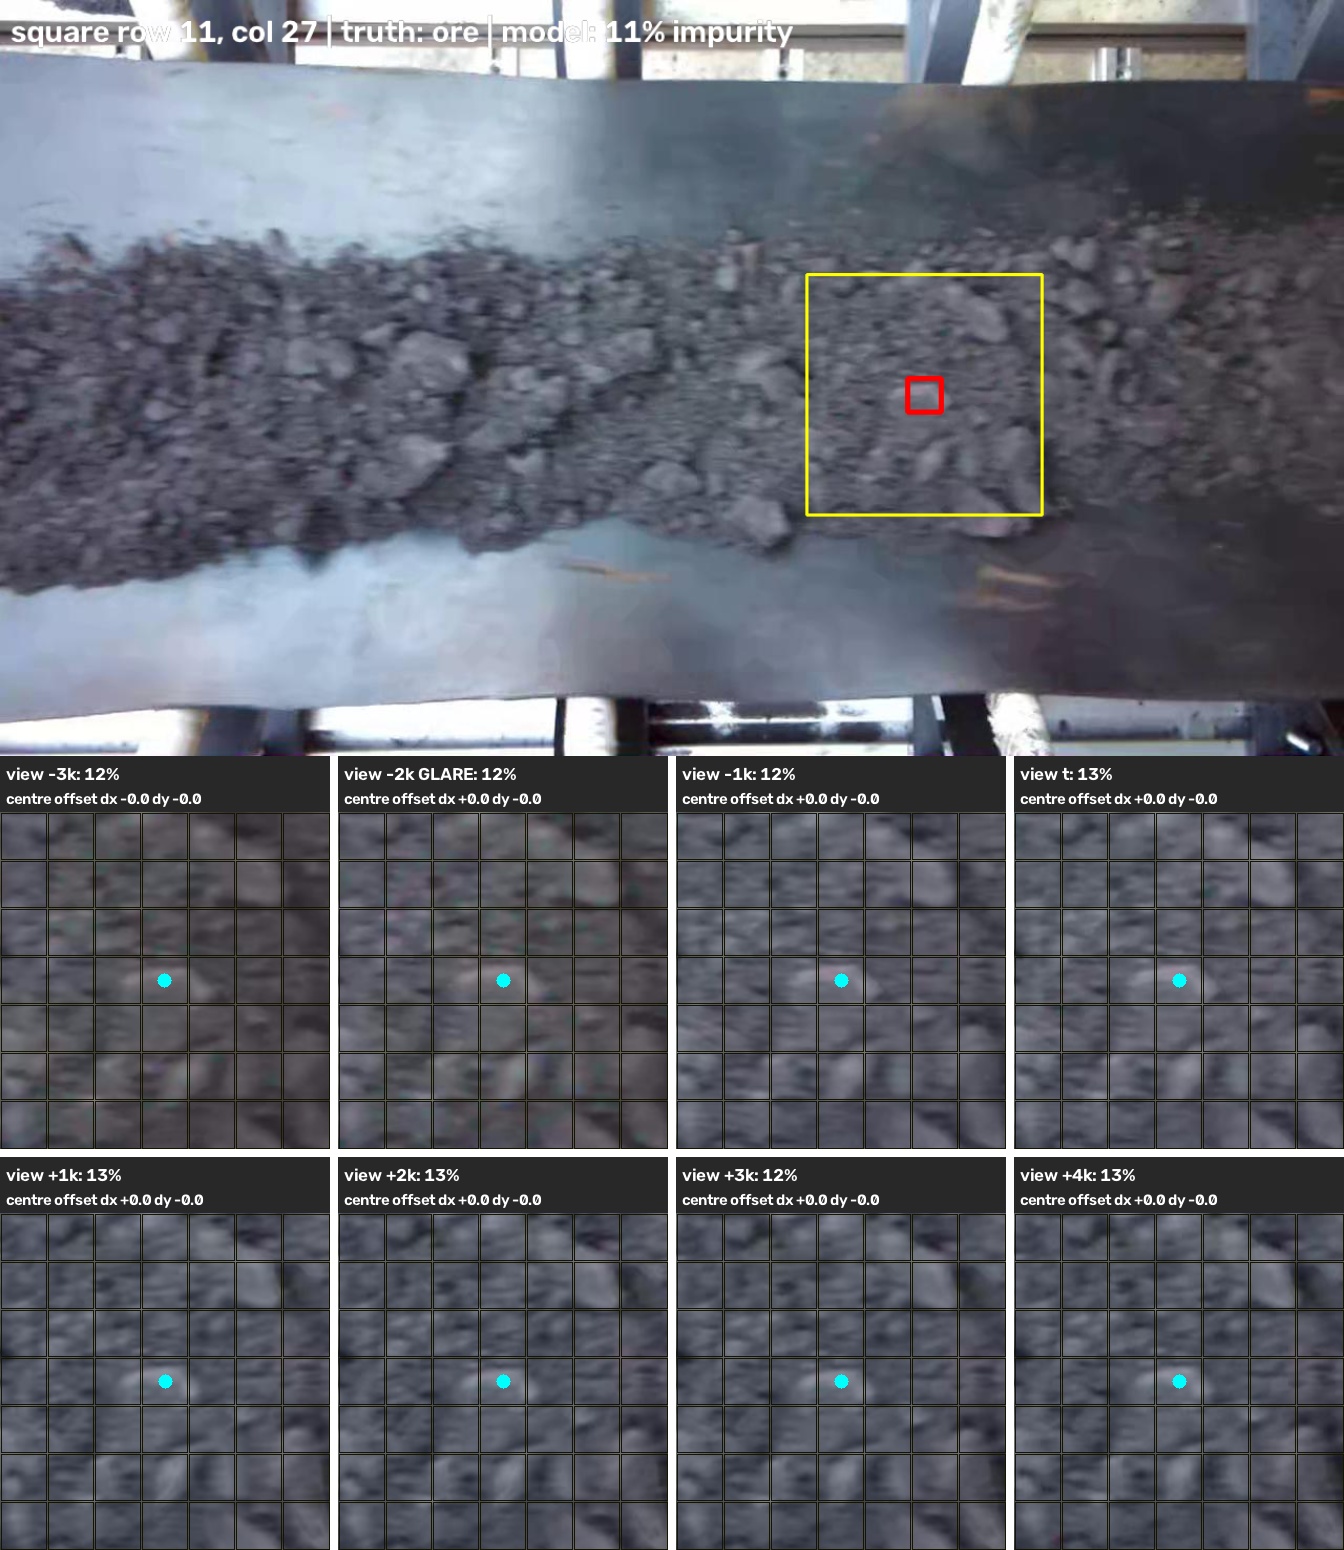 square row 11, col 27 | truth: ore | model: 11% impurity
view -3k: 12%
centre offset dx -0.0 dy -0.0
view -2k GLARE: 12%
centre offset dx +0.0 dy -0.0
view -1k: 12%
centre offset dx +0.0 dy -0.0
view t: 13%
centre offset dx +0.0 dy -0.0
view +1k: 13%
centre offset dx +0.0 dy -0.0
view +2k: 13%
centre offset dx +0.0 dy -0.0
view +3k: 12%
centre offset dx +0.0 dy -0.0
view +4k: 13%
centre offset dx +0.0 dy -0.0